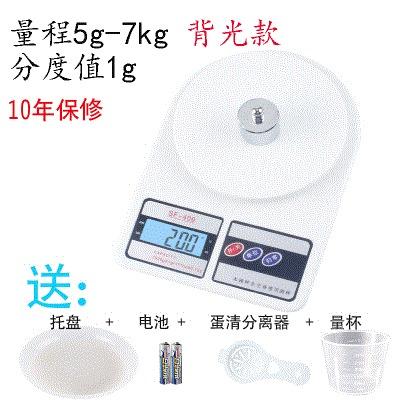 量程5g-7kg 背光款
分度值1g
10年保修
SF-400
200
送:
托盘 + 电池 + 蛋清分离器 + 量杯